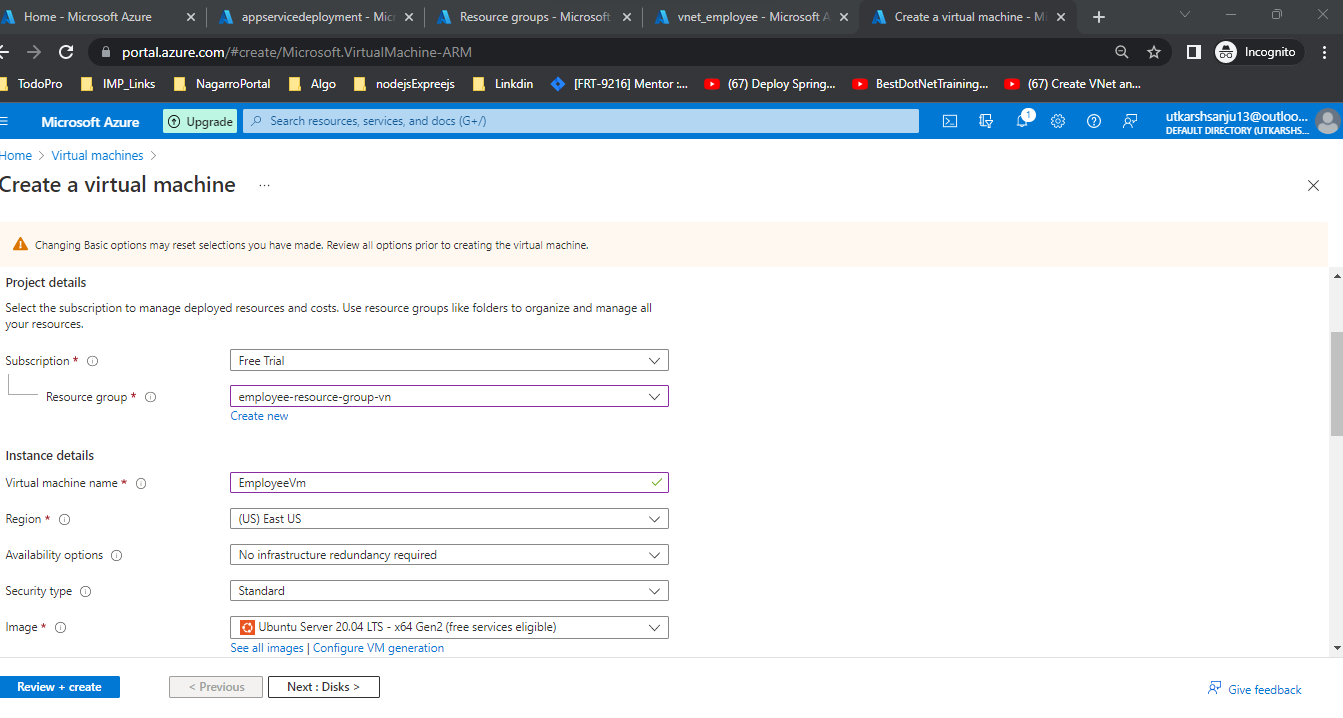 Home - Microsoft Azure
appservicedeployment - Mic
Resource groups - Microsoft
vnet_employee - Microsoft A
Create a virtual machine - Mi
portal.azure.com/#create/Microsoft.VirtualMachine-ARM
Incognito
TodoPro
IMP_Links
NagarroPortal
Algo
nodejsExpreejs
Linkdin
[FRT-9216] Mentor :...
(67) Deploy Spring...
BestDotNetTraining...
(67) Create VNet an...
Microsoft Azure
Upgrade
Search resources, services, and docs (G+/)
1
utkarshsanju13@outloo...
DEFAULT DIRECTORY (UTKARSHS...
Home > Virtual machines >
Create a virtual machine ...
Changing Basic options may reset selections you have made. Review all options prior to creating the virtual machine.
Project details
Select the subscription to manage deployed resources and costs. Use resource groups like folders to organize and manage all
your resources.
Subscription *
Free Trial
Resource group *
employee-resource-group-vn
Create new
Instance details
Virtual machine name *
EmployeeVm
Region *
(US) East US
Availability options
No infrastructure redundancy required
Security type
Standard
Image *
Ubuntu Server 20.04 LTS - x64 Gen2 (free services eligible)
See all images | Configure VM generation
Review + create
< Previous
Next : Disks >
Give feedback